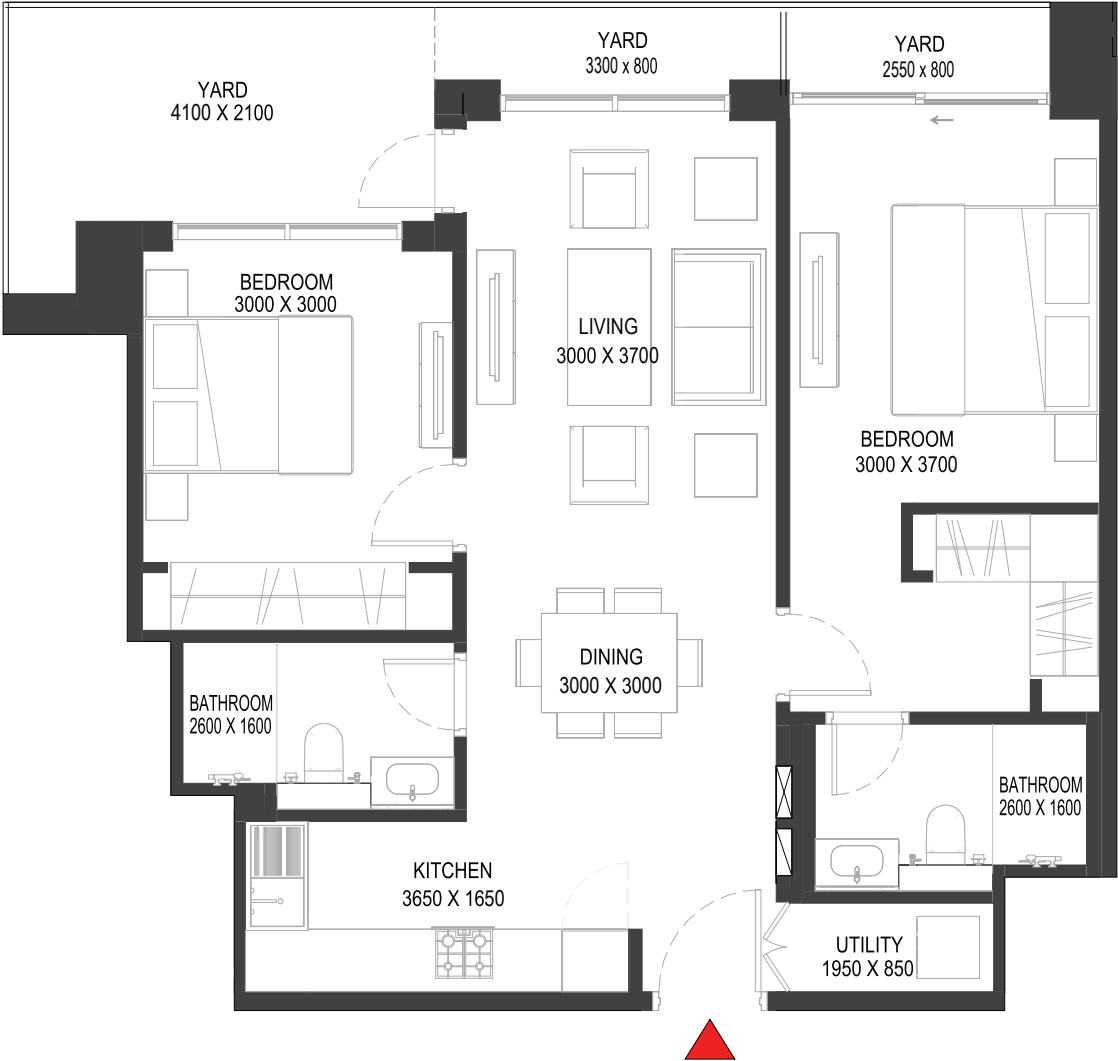 YARD
3300 x 800
YARD
2550 x 800
YARD
4100 X 2100
BEDROOM
3000 X 3000
LIVING
3000 X 3700
BEDROOM
3000 X 3700
DINING
3000 X 3000
BATHROOM
2600 X 1600
BATHROOM
2600 X 1600
KITCHEN
3650 X 1650
UTILITY
1950 X 850